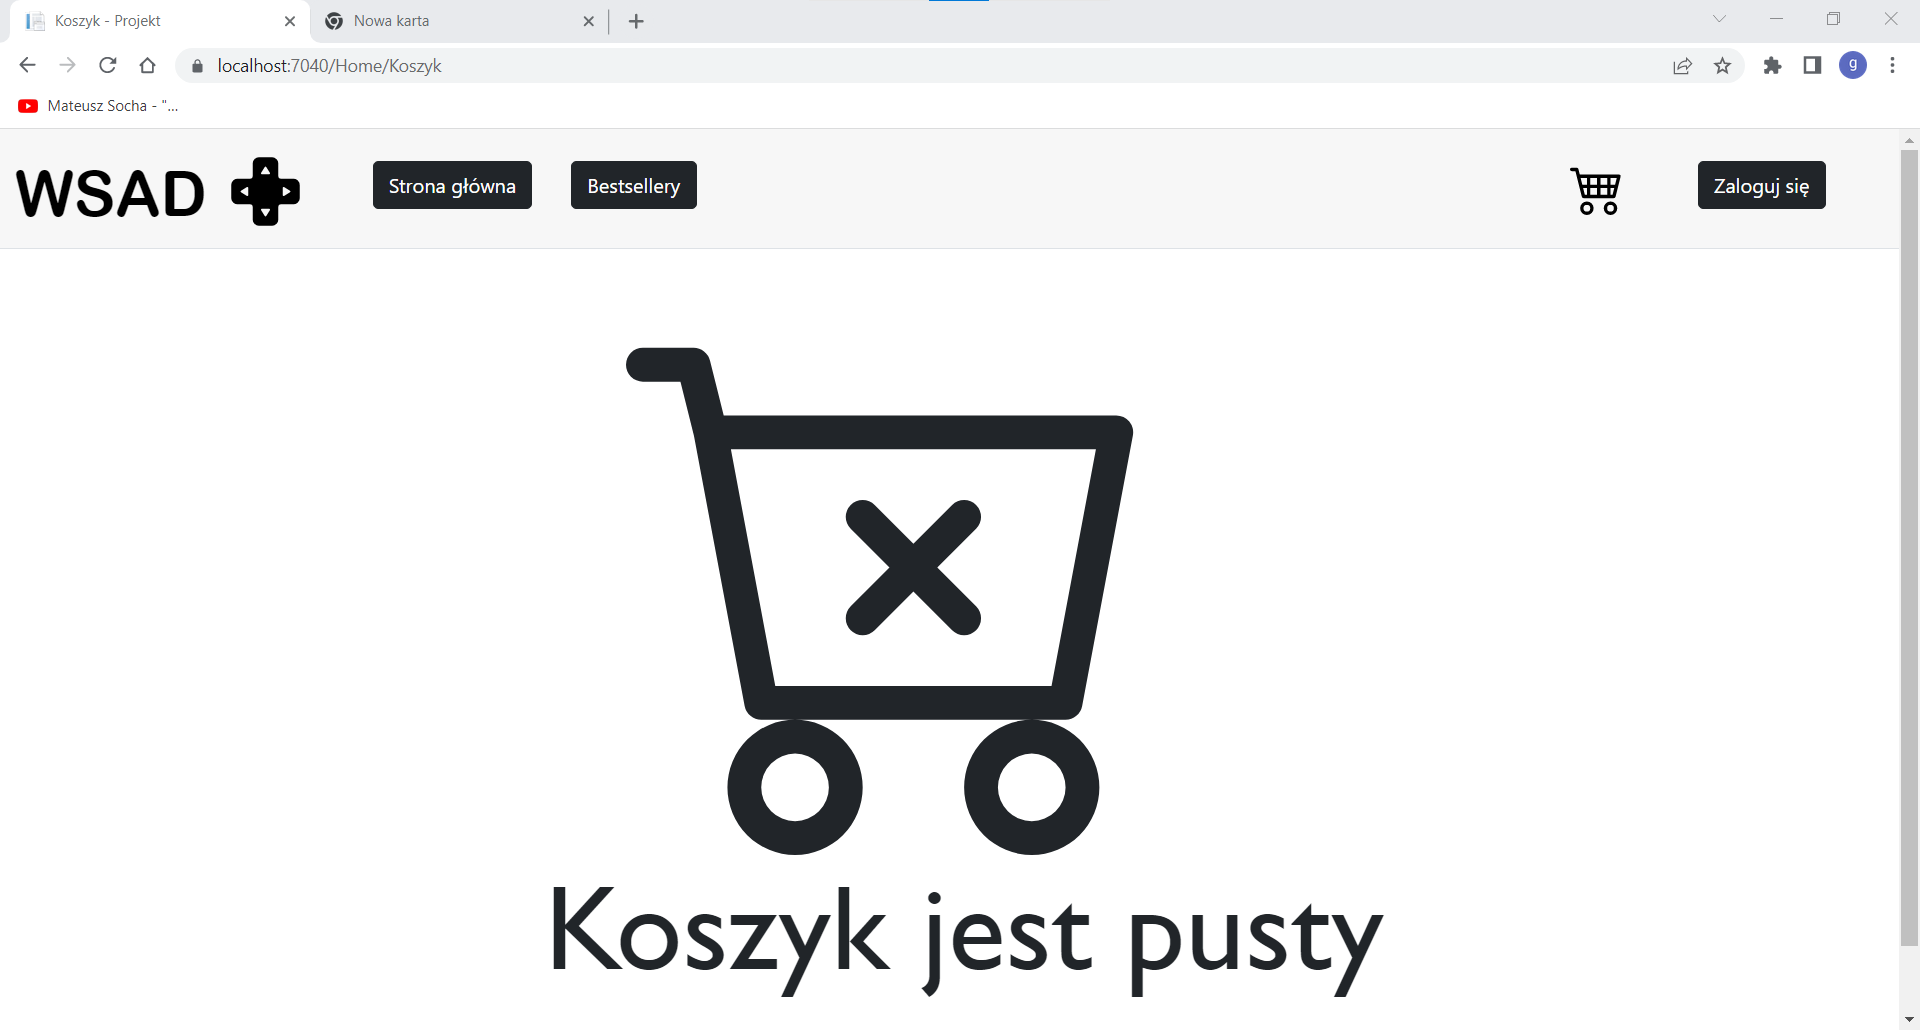 Koszyk - Projekt
Nowa karta
localhost:7040/Home/Koszyk
g
Mateusz Socha - "...
WSAD
Strona główna
Bestsellery
Zaloguj się
Koszyk jest pusty